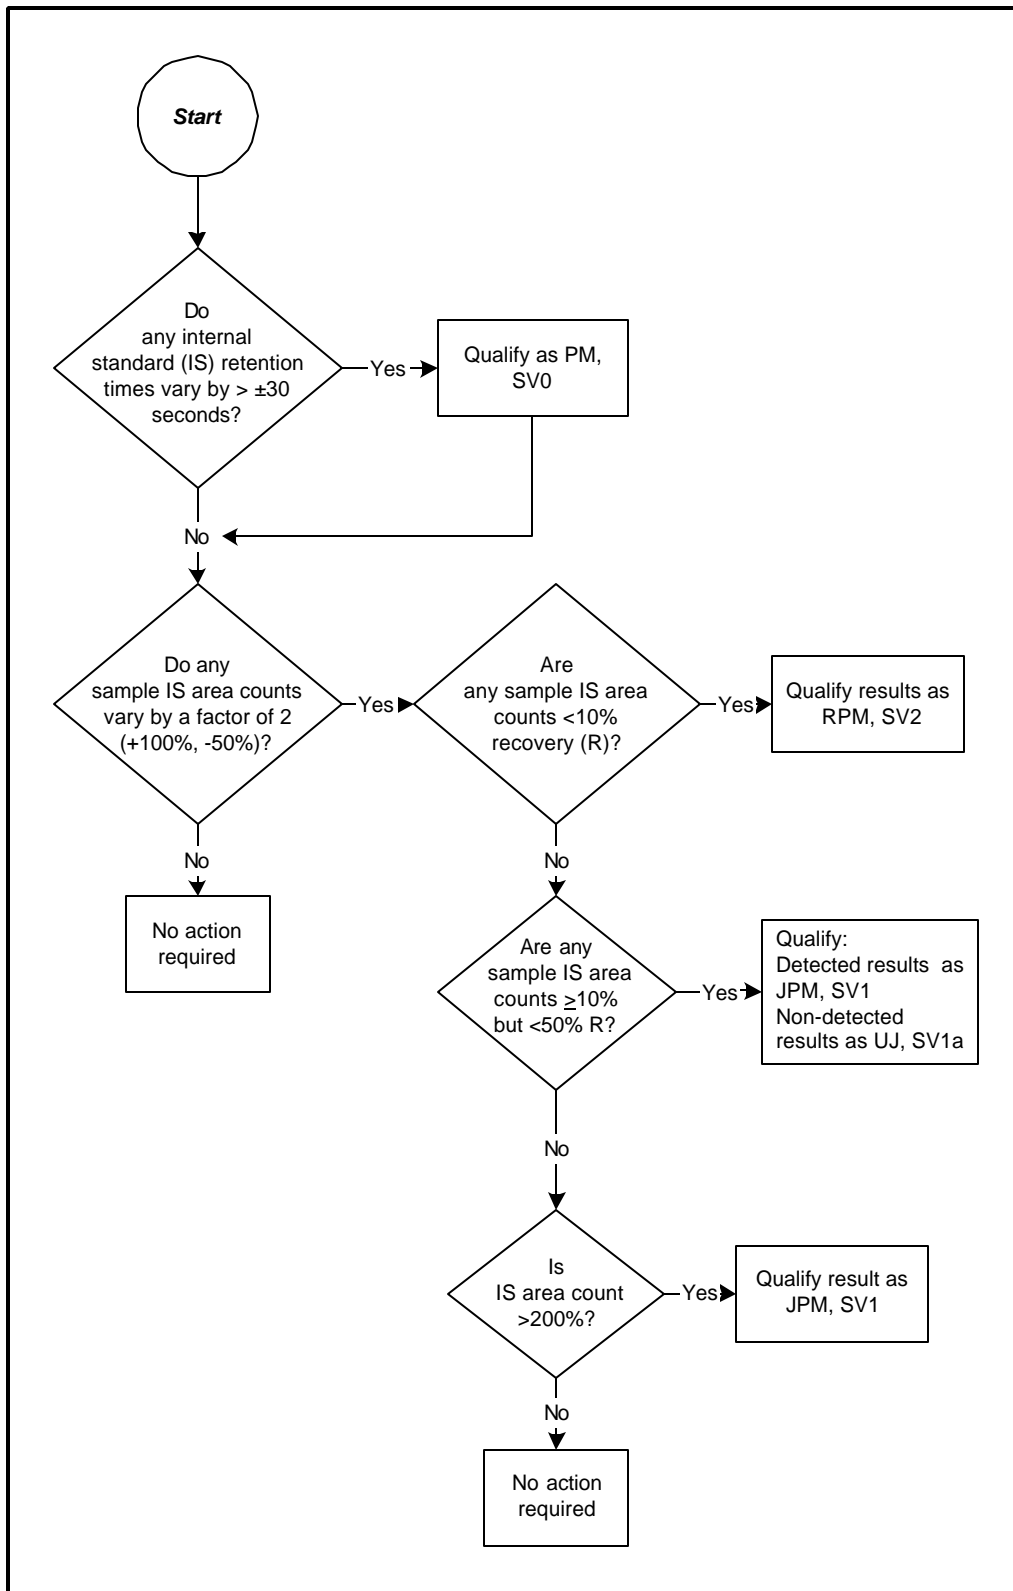 Start
Do
any internal
standard (IS) retention
times vary by > ±30
seconds?
Yes
Qualify as PM,
SV0
No
Do any
sample IS area counts
vary by a factor of 2
(+100%, -50%)?
Yes
Are
any sample IS area
counts <10%
recovery (R)?
Yes
Qualify results as
RPM, SV2
No
No action
required
No
Are any
sample IS area
counts ≥10%
but <50% R?
Yes
Qualify:
Detected results as
JPM, SV1
Non-detected
results as UJ, SV1a
No
Is
IS area count
>200%?
Yes
Qualify result as
JPM, SV1
No
No action
required